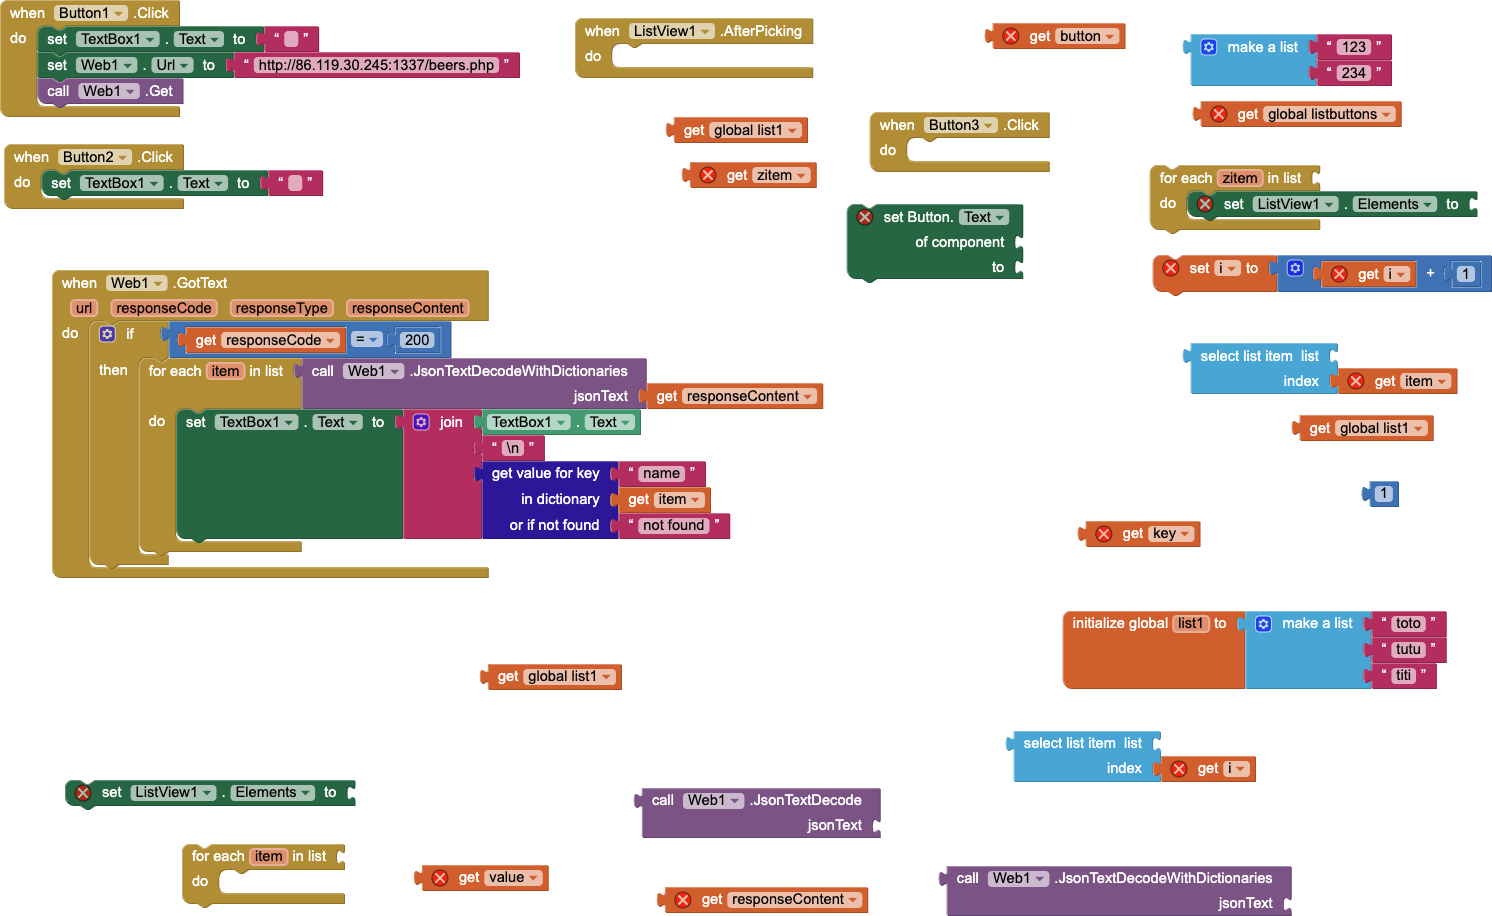 when Button1 .Click
do set TextBox1 . Text to “ ”
set Web1 . Url to “ http://86.119.30.245:1337/beers.php ”
call Web1 .Get
when Button2 .Click
do set TextBox1 . Text to “ ”
when ListView1 .AfterPicking
do
get global list1
get zitem
get button
when Button3 .Click
do
set Button. Text
of component
to
make a list “ 123 ”
“ 234 ”
get global listbuttons
for each zitem in list
do set ListView1 . Elements to
set i to get i + 1
select list item list
index get item
get global list1
1
get key
when Web1 .GotText
url responseCode responseType responseContent
do if get responseCode = 200
then for each item in list call Web1 .JsonTextDecodeWithDictionaries
jsonText get responseContent
do set TextBox1 . Text to join TextBox1 . Text
“ \n ”
get value for key “ name ”
in dictionary get item
or if not found “ not found ”
initialize global list1 to make a list “ toto ”
“ tutu ”
“ titi ”
get global list1
select list item list
index get i
set ListView1 . Elements to
call Web1 .JsonTextDecode
jsonText
for each item in list
do
get value
get responseContent
call Web1 .JsonTextDecodeWithDictionaries
jsonText